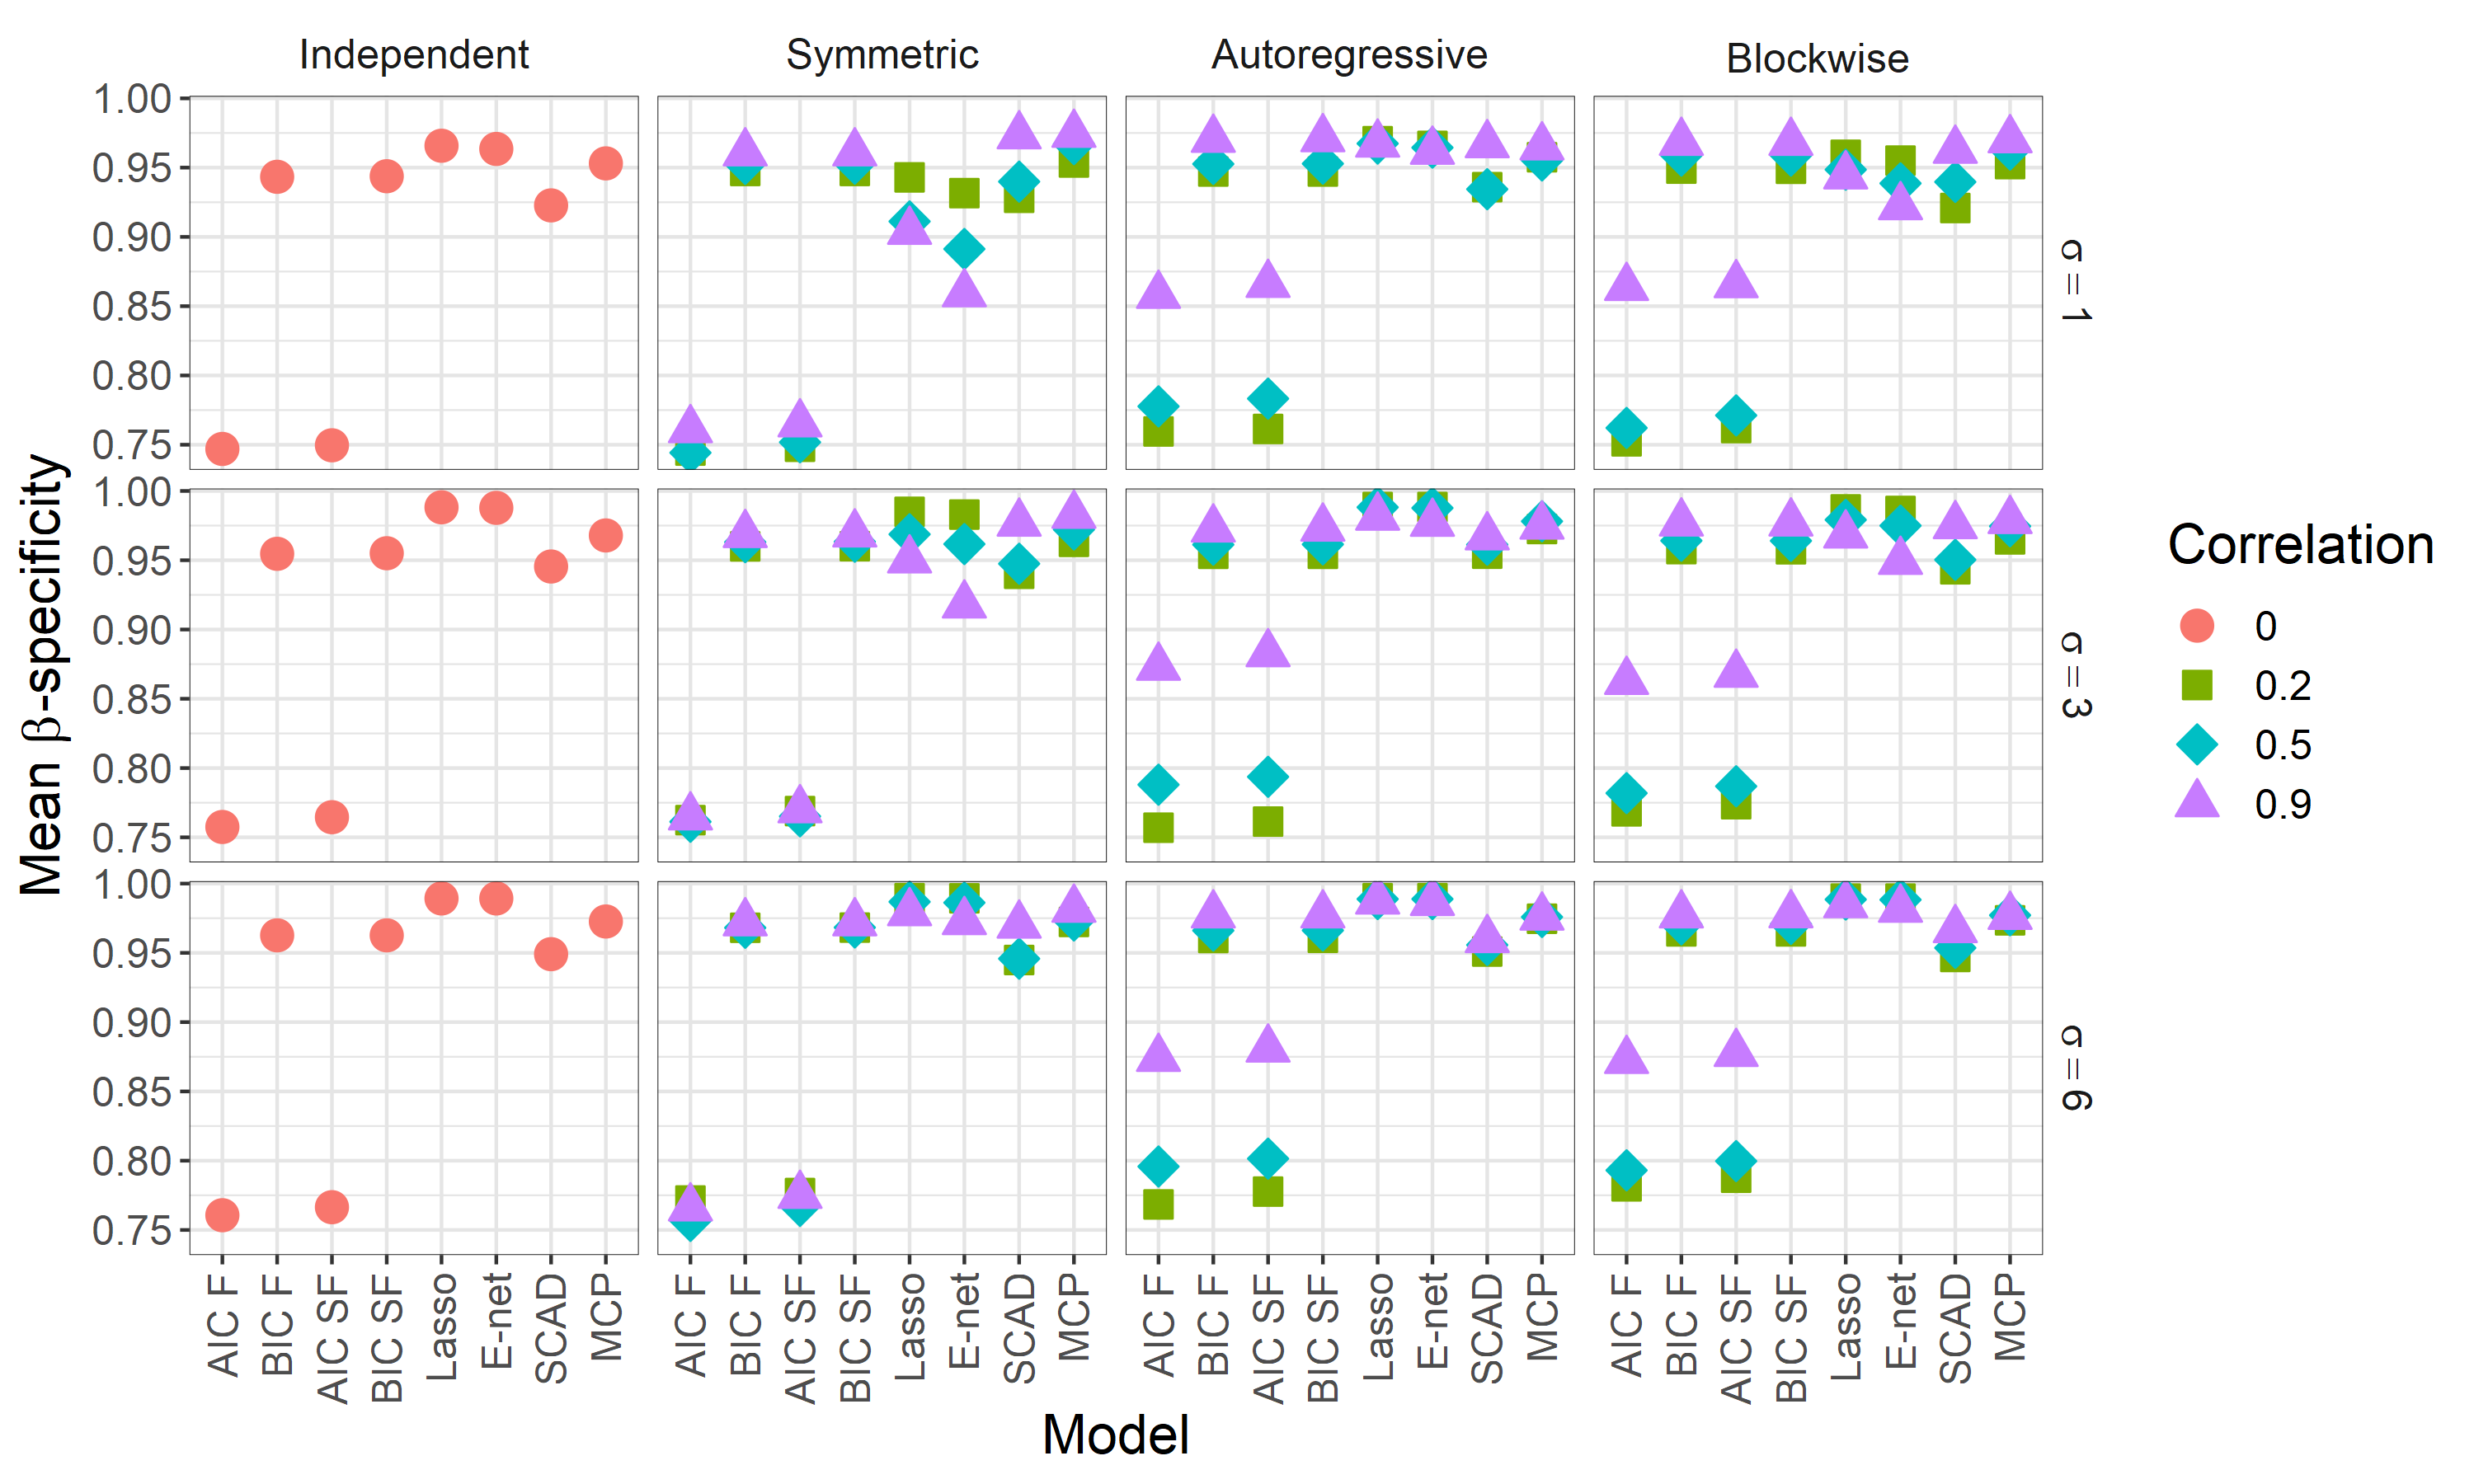 Independent Symmetric Autoregressive Blockwise
1.00
0.95
0.90
0.85
0.80
0.75
σ = 1
1.00
0.95
0.90
0.85
0.80
0.75
σ = 3
1.00
0.95
0.90
0.85
0.80
0.75
σ = 6
Mean β-specificity
AIC F BIC F AIC SF BIC SF Lasso E-net SCAD MCP
AIC F BIC F AIC SF BIC SF Lasso E-net SCAD MCP
AIC F BIC F AIC SF BIC SF Lasso E-net SCAD MCP
AIC F BIC F AIC SF BIC SF Lasso E-net SCAD MCP
Model
Correlation
0
0.2
0.5
0.9